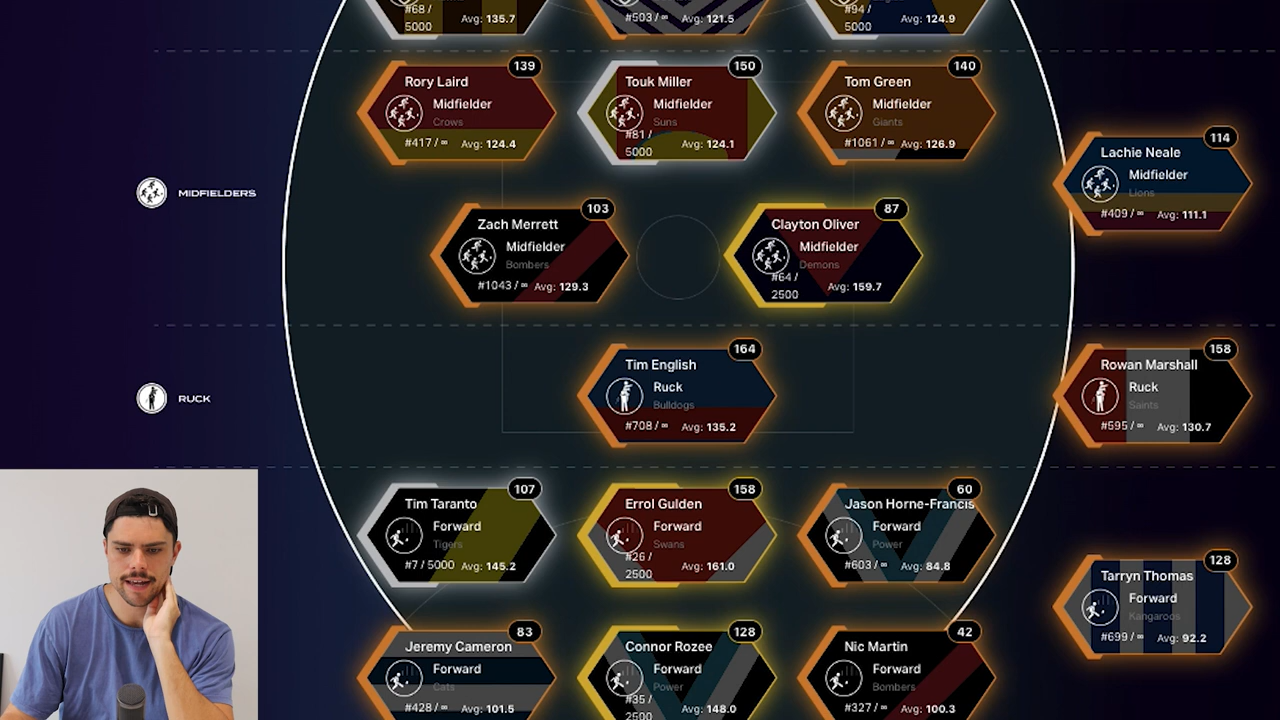 #68 /
5000
Avg: 135.7
#503 / ∞ Avg: 121.5
#94 /
5000
Avg: 124.9
139
Rory Laird
Midfielder
Crows
#417 / ∞ Avg: 124.4
150
Touk Miller
Midfielder
Suns
#81 /
5000
Avg: 124.1
140
Tom Green
Midfielder
Giants
#1061 / ∞ Avg: 126.9
114
Lachie Neale
Midfielder
Lions
#409 / ∞ Avg: 111.1
MIDFIELDERS
103
Zach Merrett
Midfielder
Bombers
#1043 / ∞ Avg: 129.3
87
Clayton Oliver
Midfielder
Demons
#64 /
2500
Avg: 159.7
RUCK
164
Tim English
Ruck
Bulldogs
#708 / ∞ Avg: 135.2
158
Rowan Marshall
Ruck
Saints
#595 / ∞ Avg: 130.7
107
Tim Taranto
Forward
Tigers
#7 / 5000 Avg: 145.2
158
Errol Gulden
Forward
Swans
#26 /
2500
Avg: 161.0
60
Jason Horne-Francis
Forward
Power
#603 / ∞ Avg: 84.8
128
Tarryn Thomas
Forward
Kangaroos
#699 / ∞ Avg: 92.2
83
Jeremy Cameron
Forward
Cats
#428 / ∞ Avg: 101.5
128
Connor Rozee
Forward
Power
#35 /
2500
Avg: 148.0
42
Nic Martin
Forward
Bombers
#327 / ∞ Avg: 100.3